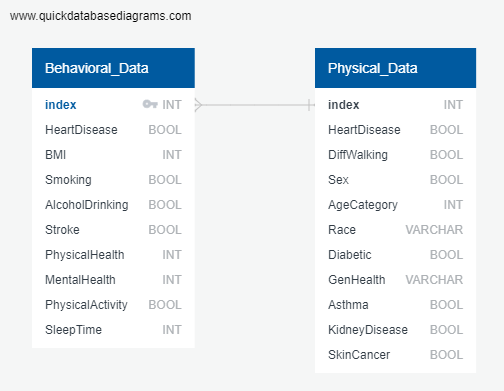 www.quickdatabasediagrams.com
Behavioral_Data
index INT
HeartDisease BOOL
BMI INT
Smoking BOOL
AlcoholDrinking BOOL
Stroke BOOL
PhysicalHealth INT
MentalHealth INT
PhysicalActivity BOOL
SleepTime INT
Physical_Data
index INT
HeartDisease BOOL
DiffWalking BOOL
Sex BOOL
AgeCategory INT
Race VARCHAR
Diabetic BOOL
GenHealth VARCHAR
Asthma BOOL
KidneyDisease BOOL
SkinCancer BOOL